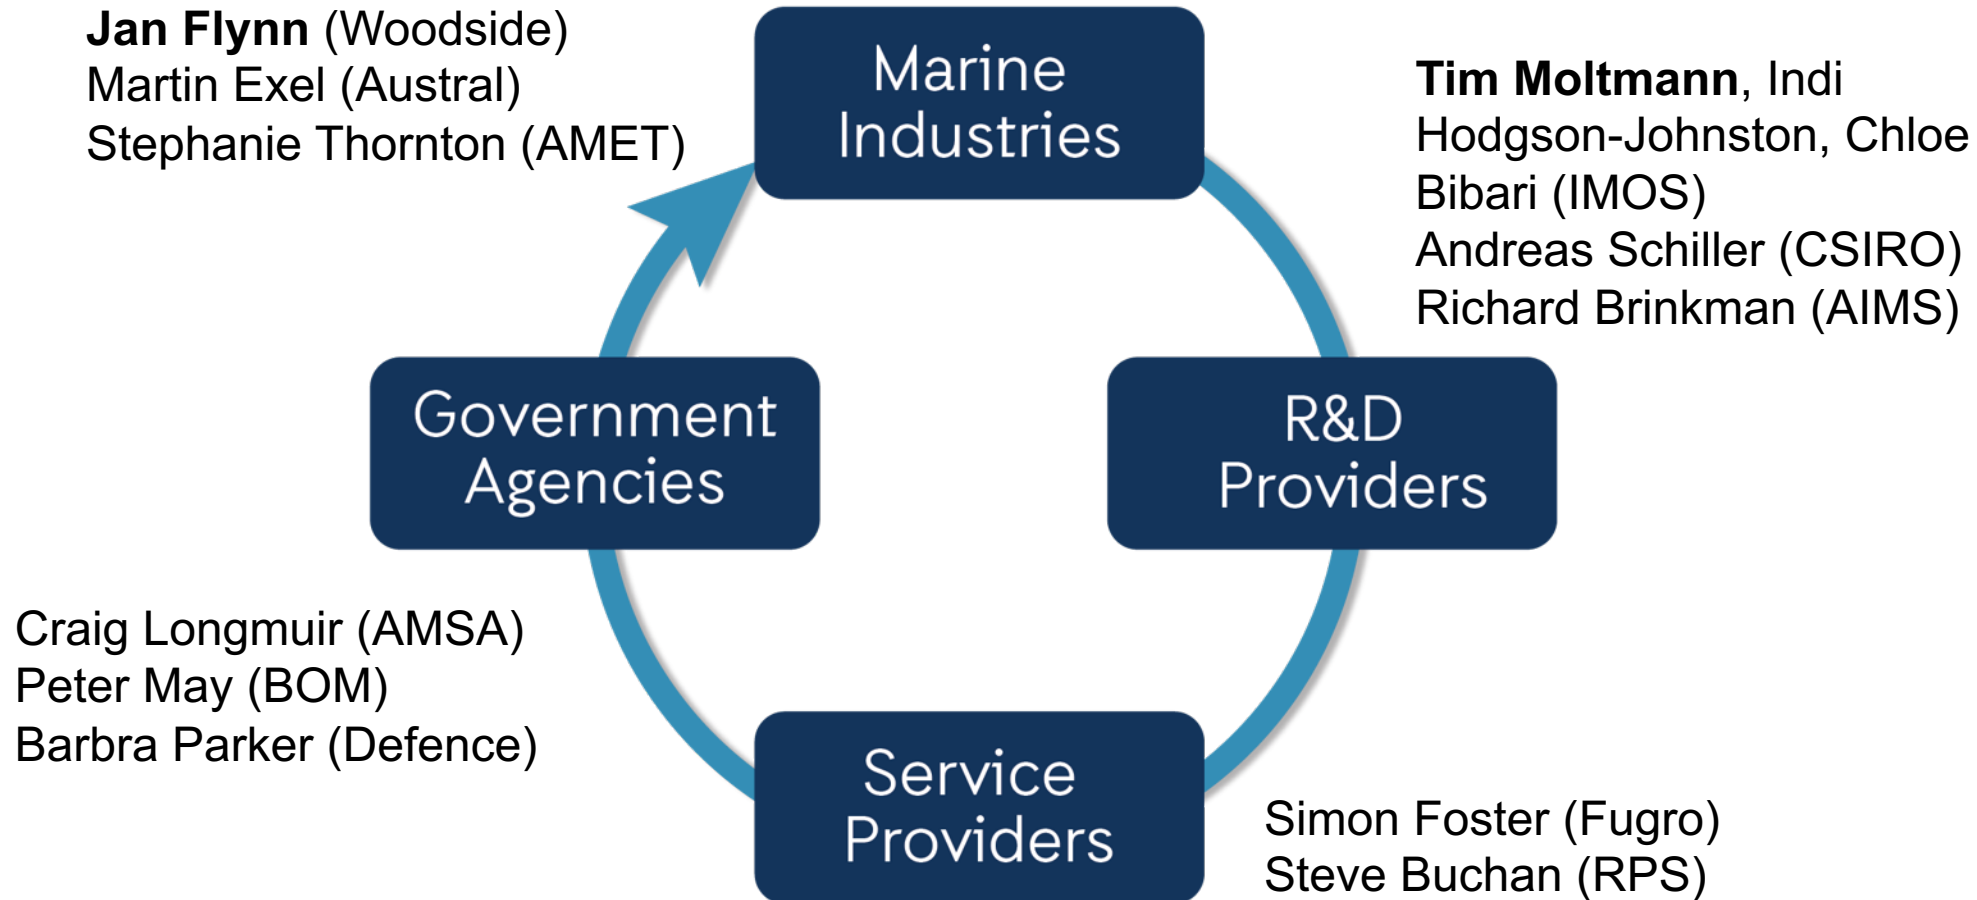 Jan Flynn (Woodside)
Martin Exel (Austral)
Stephanie Thornton (AMET)
Marine
Industries
Tim Moltmann, Indi
Hodgson-Johnston, Chloe
Bibari (IMOS)
Andreas Schiller (CSIRO)
Richard Brinkman (AIMS)
Government
Agencies
R&D
Providers
Craig Longmuir (AMSA)
Peter May (BOM)
Barbra Parker (Defence)
Service
Providers
Simon Foster (Fugro)
Steve Buchan (RPS)